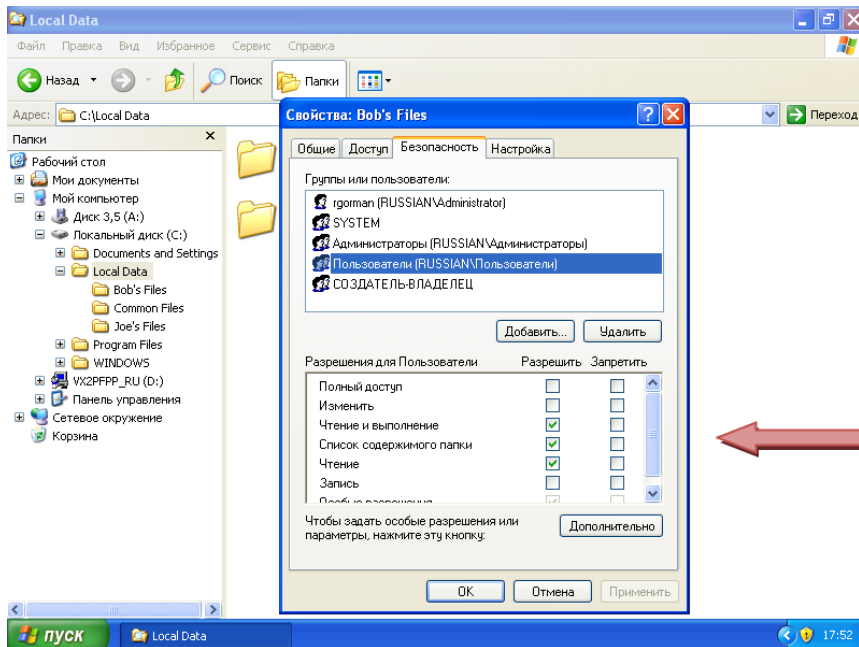 Local Data
Файл Правка Вид Избранное Сервис Справка
Назад Поиск Папки
Адрес: C:\Local Data Переход
Папки
Рабочий стол
Мои документы
Мой компьютер
Диск 3,5 (A:)
Локальный диск (C:)
Documents and Settings
Local Data
Bob's Files
Common Files
Joe's Files
Program Files
WINDOWS
VX2PFPP_RU (D:)
Панель управления
Сетевое окружение
Корзина
Свойства: Bob's Files
Общие Доступ Безопасность Настройка
Группы или пользователи:
rgorman (RUSSIAN\Administrator)
SYSTEM
Администраторы (RUSSIAN\Администраторы)
Пользователи (RUSSIAN\Пользователи)
СОЗДАТЕЛЬ-ВЛАДЕЛЕЦ
Добавить... Удалить
Разрешения для Пользователи Разрешить Запретить
Полный доступ
Изменить
Чтение и выполнение
Список содержимого папки
Чтение
Запись
Особые разрешения
Чтобы задать особые разрешения или
параметры, нажмите эту кнопку:
Дополнительно
OK Отмена Применить
пуск Local Data 17:52